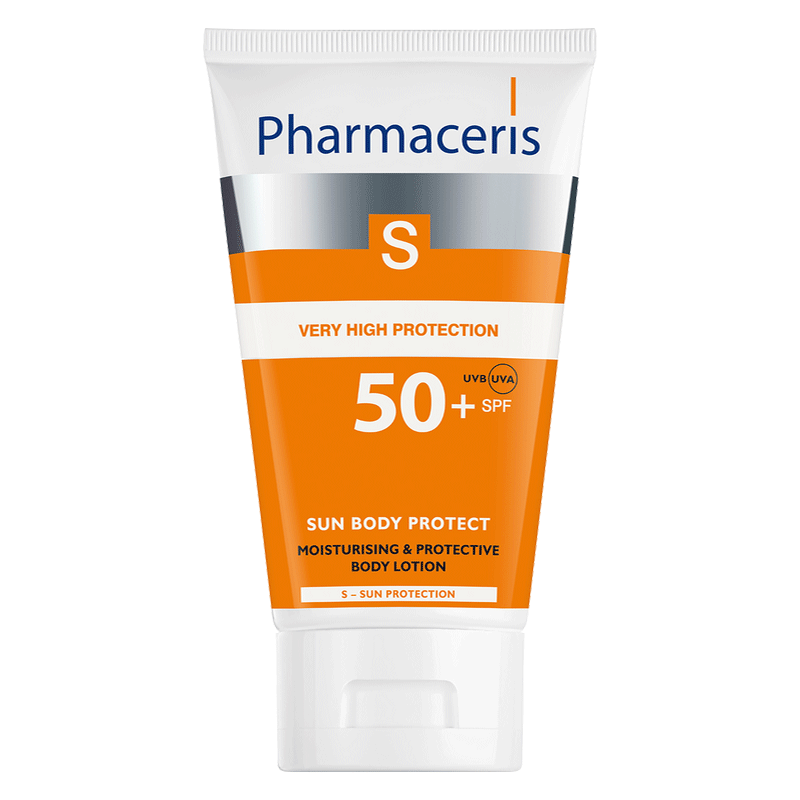 Pharmaceris
S
VERY HIGH PROTECTION
50+ SPF
UVB UVA
SUN BODY PROTECT
MOISTURISING & PROTECTIVE
BODY LOTION
S – SUN PROTECTION